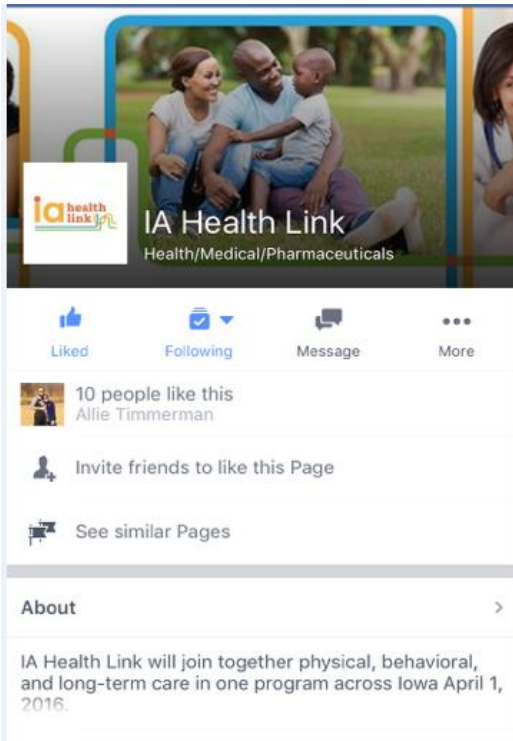 ia health
link
IA Health Link
Health/Medical/Pharmaceuticals
Liked
Following
Message
More
10 people like this
Allie Timmerman
Invite friends to like this Page
See similar Pages
About
IA Health Link will join together physical, behavioral,
and long-term care in one program across Iowa April 1,
2016.